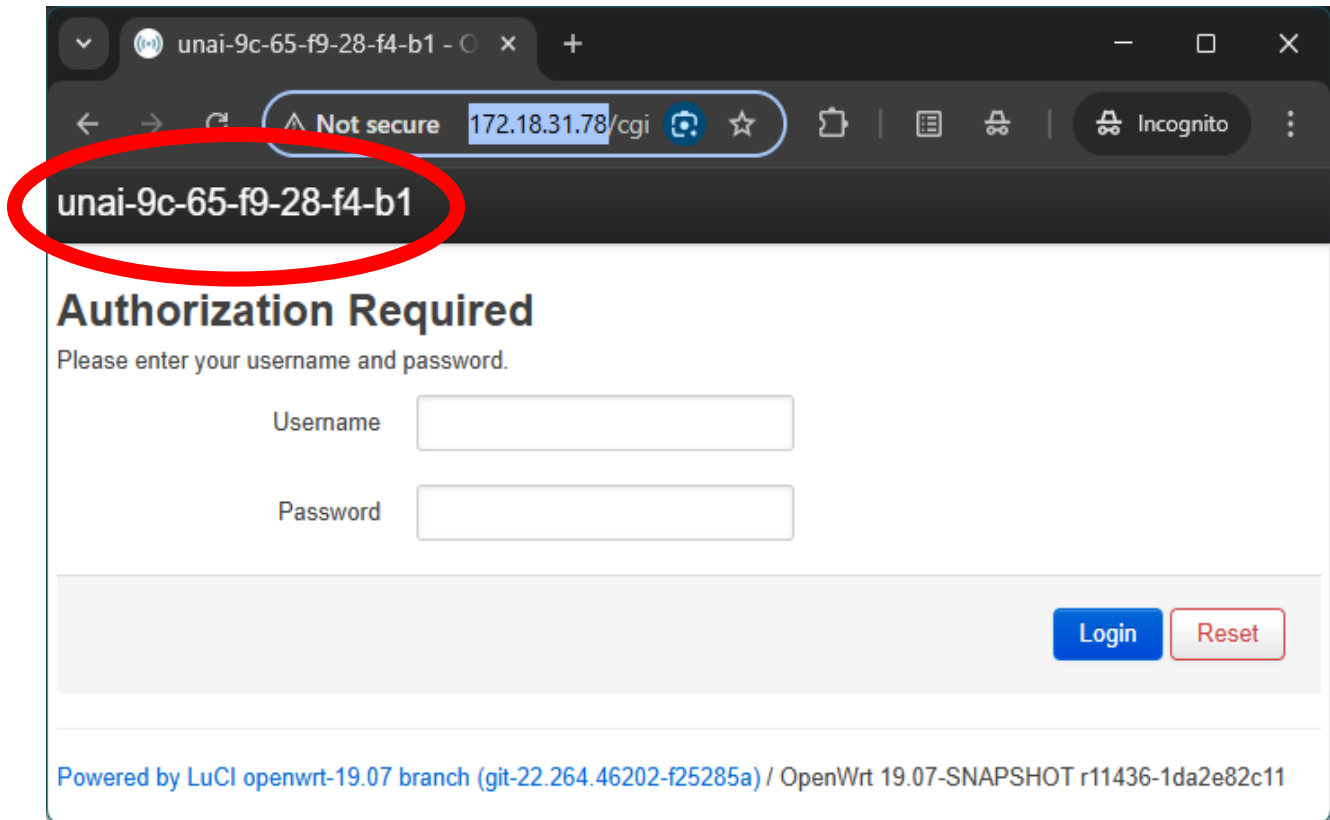 unai-9c-65-f9-28-f4-b1 - O
Not secure 172.18.31.78/cgi Incognito
unai-9c-65-f9-28-f4-b1
Authorization Required
Please enter your username and password.
Username
Password
Login Reset
Powered by LuCI openwrt-19.07 branch (git-22.264.46202-f25285a) / OpenWrt 19.07-SNAPSHOT r11436-1da2e82c11